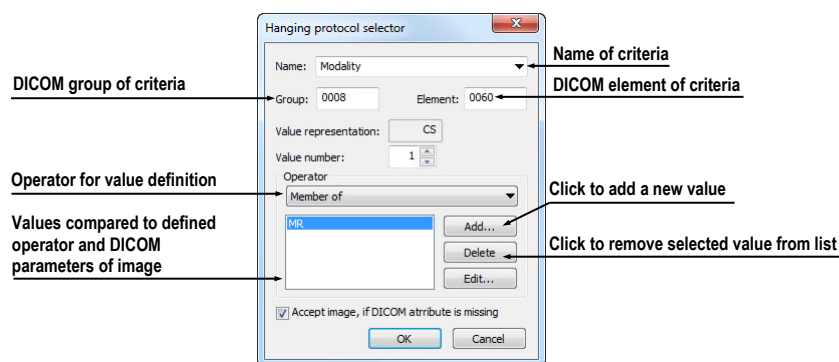 Hanging protocol selector
Name: Modality
Name of criteria
DICOM group of criteria
DICOM element of criteria
Group: 0008 Element: 0060
Value representation: CS
Value number: 1
Operator
Operator for value definition
Member of
Click to add a new value
Values compared to defined
operator and DICOM
parameters of image
MR
Add...
Click to remove selected value from list
Delete
Edit...
Accept image, if DICOM atrribute is missing
OK Cancel